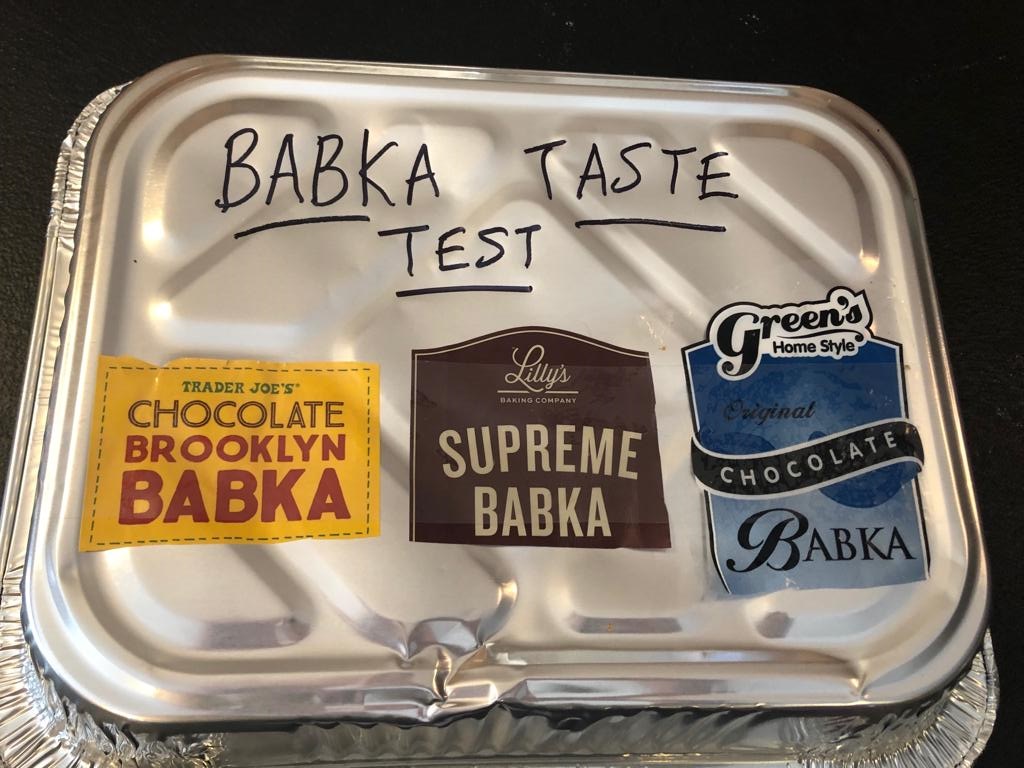 BABKA TASTE
TEST
TRADER JOE'S®
CHOCOLATE
BROOKLYN
BABKA
Lilly's
BAKING COMPANY
SUPREME
BABKA
Green's
Home Style
Original
CHOCOLATE
BABKA